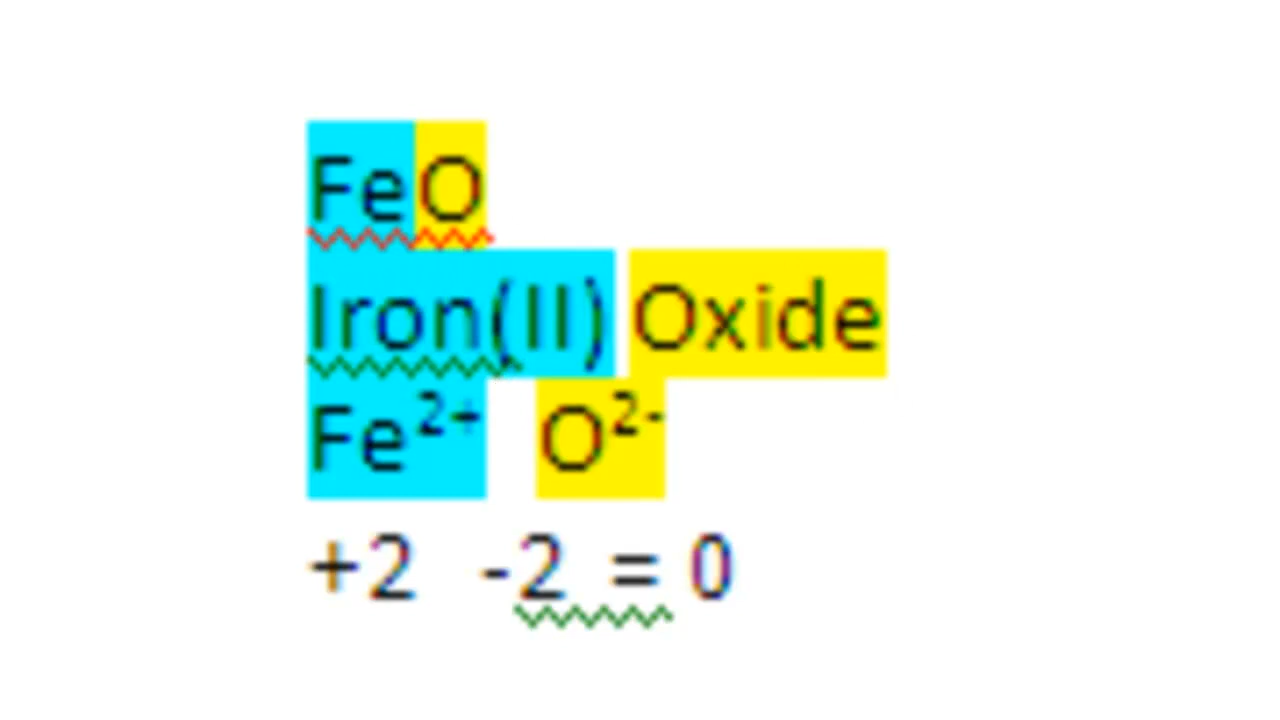 FeO
Iron(II) Oxide
Fe²⁺ O²⁻
+2 -2 = 0